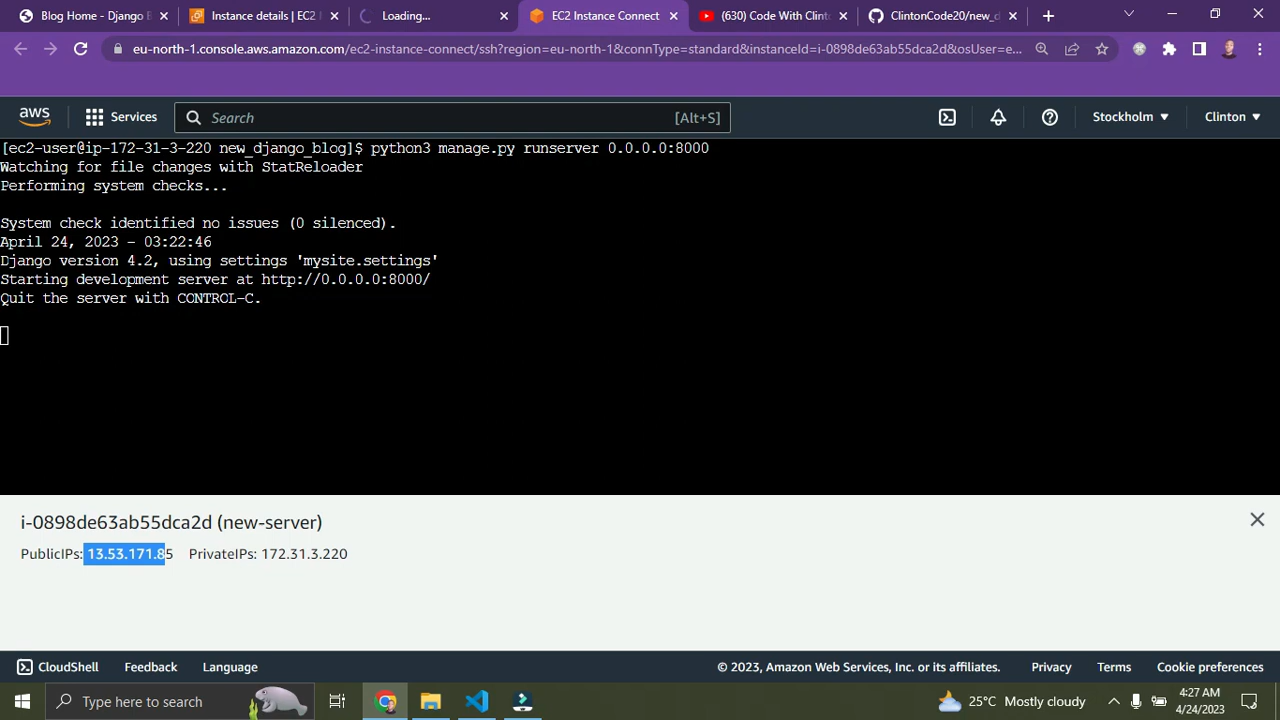 Blog Home - Django B
Instance details | EC2
Loading...
EC2 Instance Connect
(630) Code With Clint
ClintonCode20/new_d
eu-north-1.console.aws.amazon.com/ec2-instance-connect/ssh?region=eu-north-1&connType=standard&instanceId=i-0898de63ab55dca2d&osUser=e...
aws
Services
Search
[Alt+S]
Stockholm
Clinton
[ec2-user@ip-172-31-3-220 new_django_blog]$ python3 manage.py runserver 0.0.0.0:8000
Watching for file changes with StatReloader
Performing system checks...
System check identified no issues (0 silenced).
April 24, 2023 - 03:22:46
Django version 4.2, using settings 'mysite.settings'
Starting development server at http://0.0.0.0:8000/
Quit the server with CONTROL-C.
i-0898de63ab55dca2d (new-server)
PublicIPs: 13.53.171.85 PrivateIPs: 172.31.3.220
CloudShell
Feedback
Language
© 2023, Amazon Web Services, Inc. or its affiliates.
Privacy
Terms
Cookie preferences
Type here to search
25°C Mostly cloudy
4:27 AM
4/24/2023